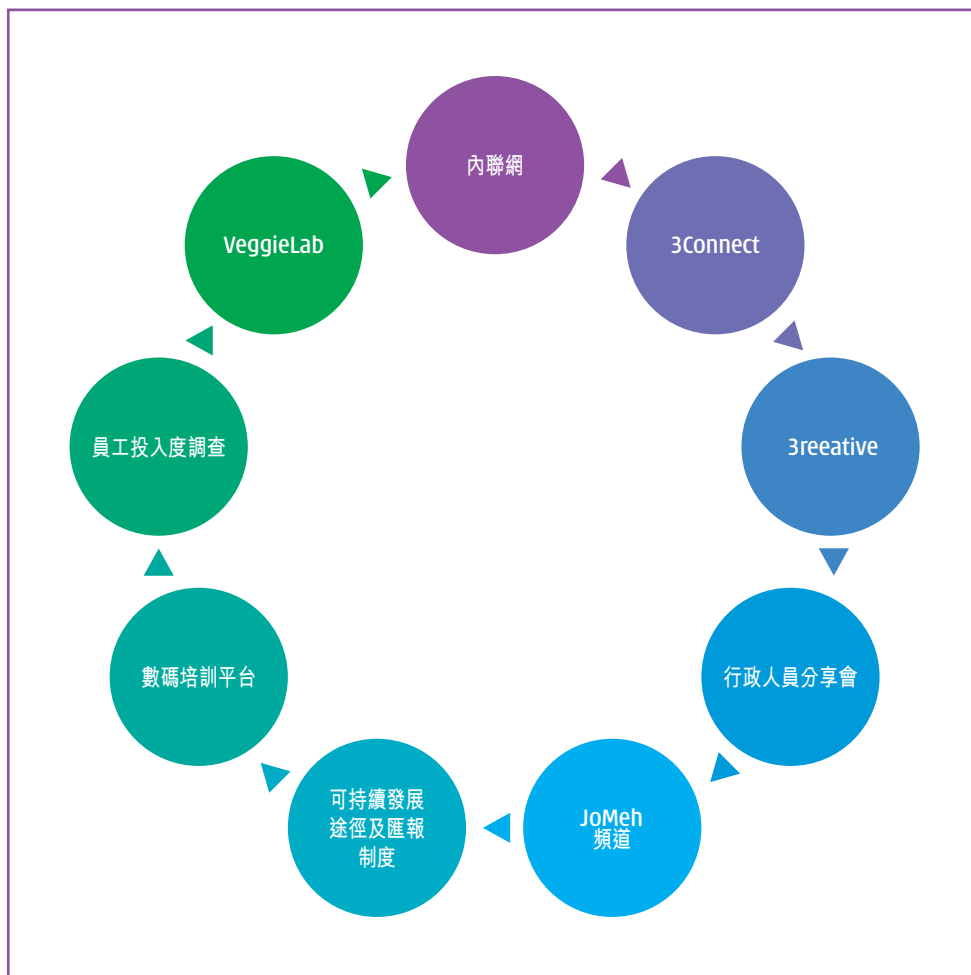 內聯網
3Connect
3reeative
行政人員分享會
JoMeh
頻道
可持續發展
途徑及匯報
制度
數碼培訓平台
員工投入度調查
VeggieLab